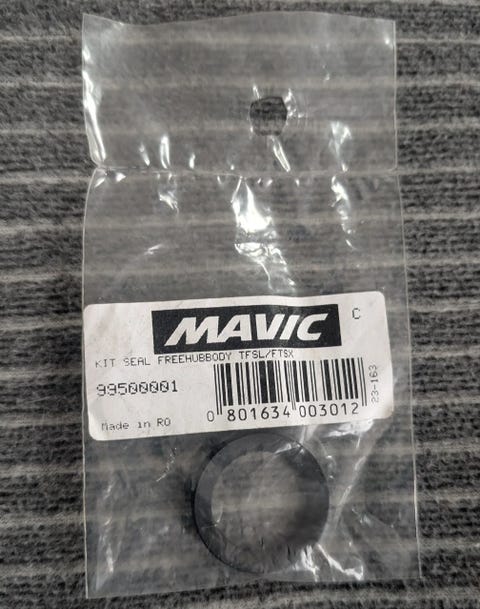 MAVIC
C
KIT SEAL FREEHUBBODY TFSL/FTSX
99500001
0 801634 003012
23-163
Made in RO